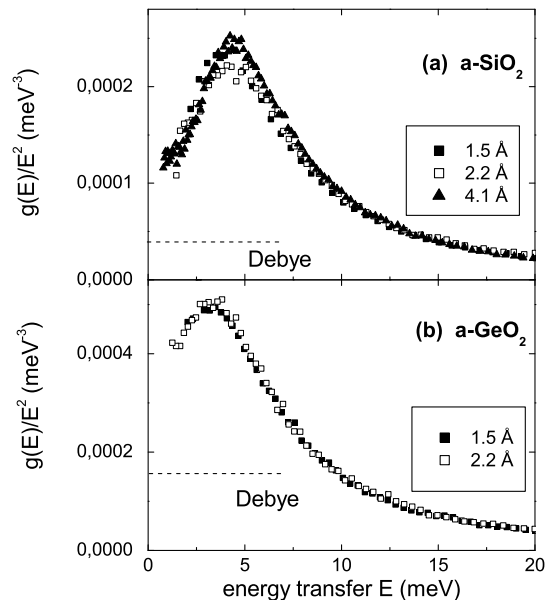 g(E)/E² (meV⁻³)
0,0002
0,0001
0,0000
(a) a-SiO₂
1.5 Å
2.2 Å
4.1 Å
Debye
g(E)/E² (meV⁻³)
0,0004
0,0002
0,0000
(b) a-GeO₂
1.5 Å
2.2 Å
Debye
0 5 10 15 20
energy transfer E (meV)